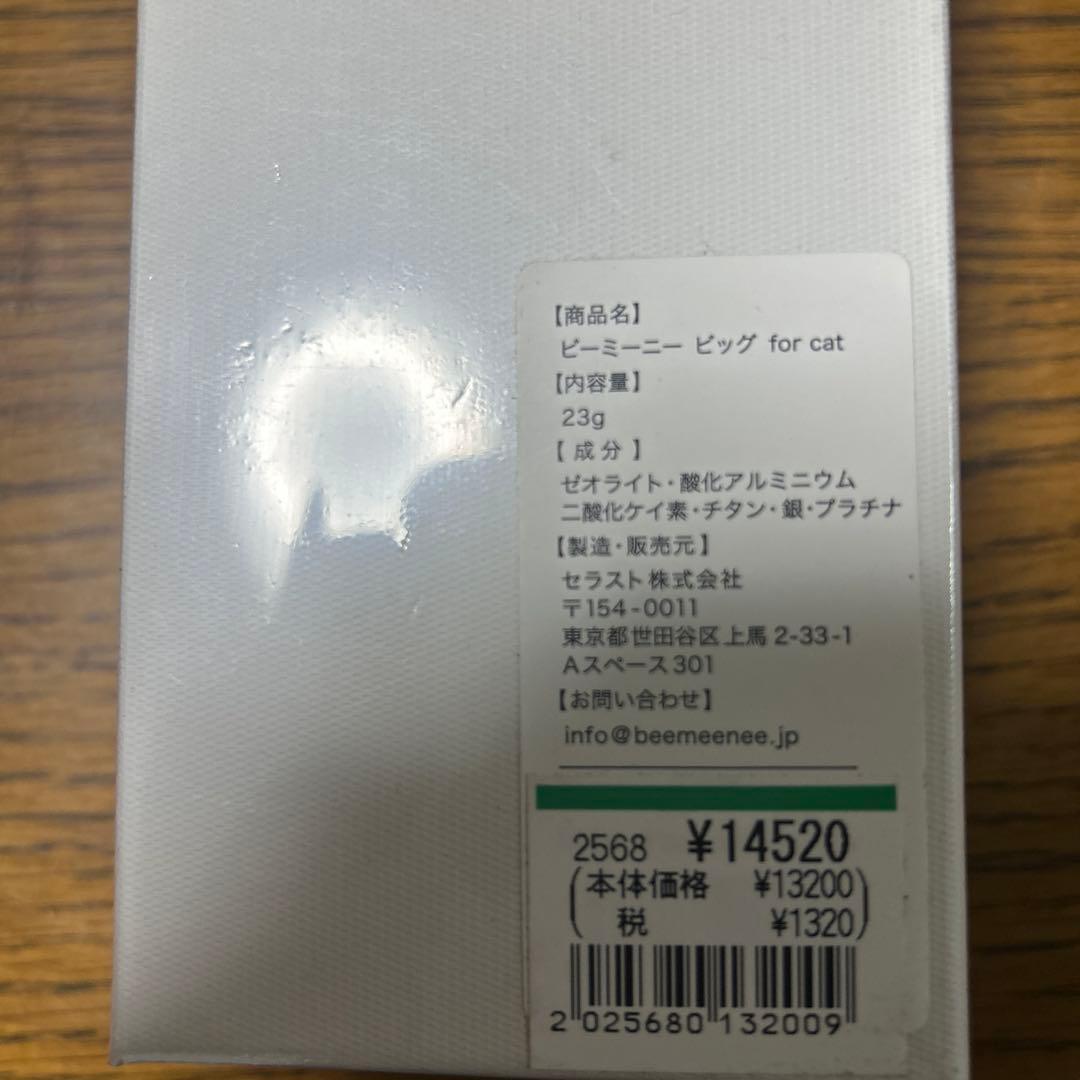 【商品名】
ビーミーニー ビッグ for cat
【内容量】
23g
【成分】
ゼオライト・酸化アルミニウム
二酸化ケイ素・チタン・銀・プラチナ
【製造・販売元】
セラスト株式会社
〒154-0011
東京都世田谷区上馬2-33-1
Aスペース301
【お問い合わせ】
info@beemeenee.jp
2568 ¥14520
(本体価格 ¥13200
税 ¥1320)
2025680132009